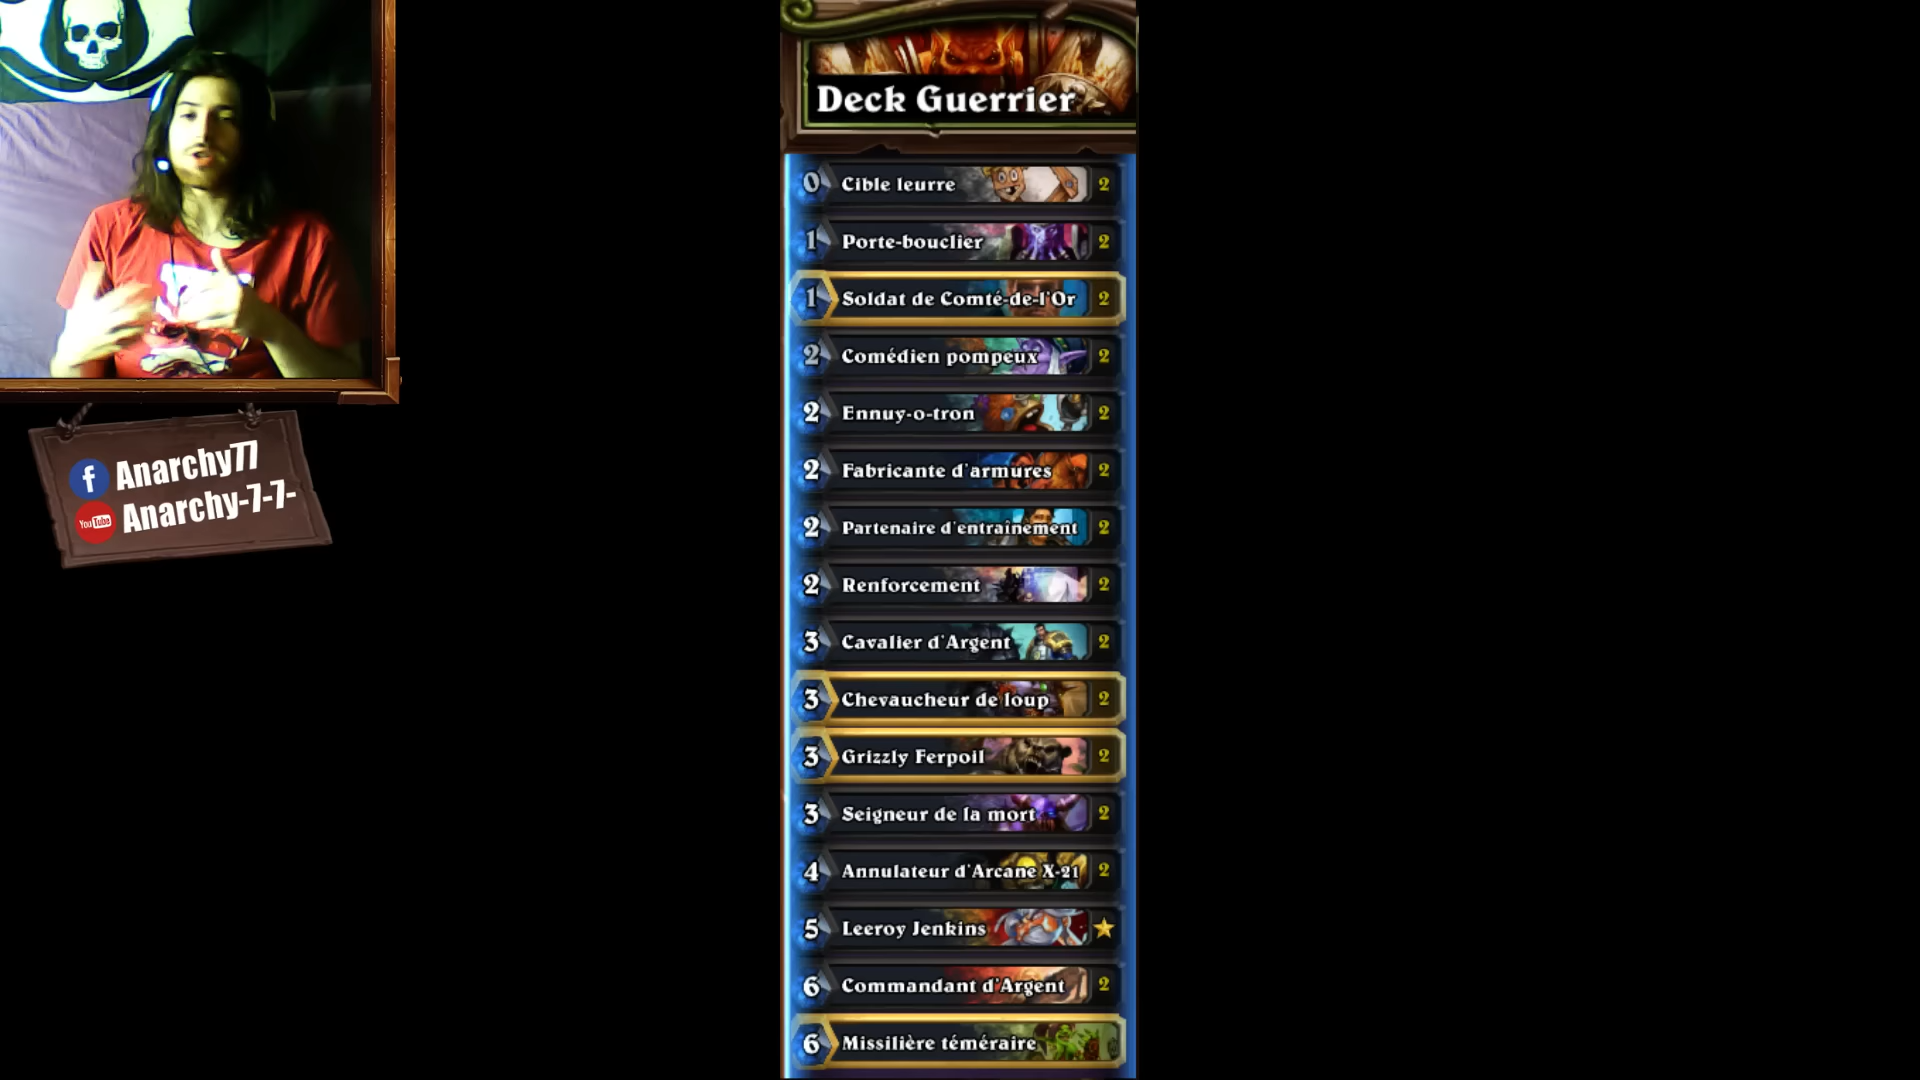 Deck Guerrier
0 Cible leurre 2
1 Porte-bouclier 2
1 Soldat de Comté-de-l'Or 2
2 Comédien pompeux 2
2 Ennuy-o-tron 2
2 Fabricante d'armures 2
2 Partenaire d'entraînement 2
2 Renforcement 2
3 Cavalier d'Argent 2
3 Chevaucheur de loup 2
3 Grizzly Ferpoil 2
3 Seigneur de la mort 2
4 Annulateur d'Arcane X-21 2
5 Leeroy Jenkins
6 Commandant d'Argent 2
6 Missilière téméraire
f Anarchy77
You Tube Anarchy-7-7-